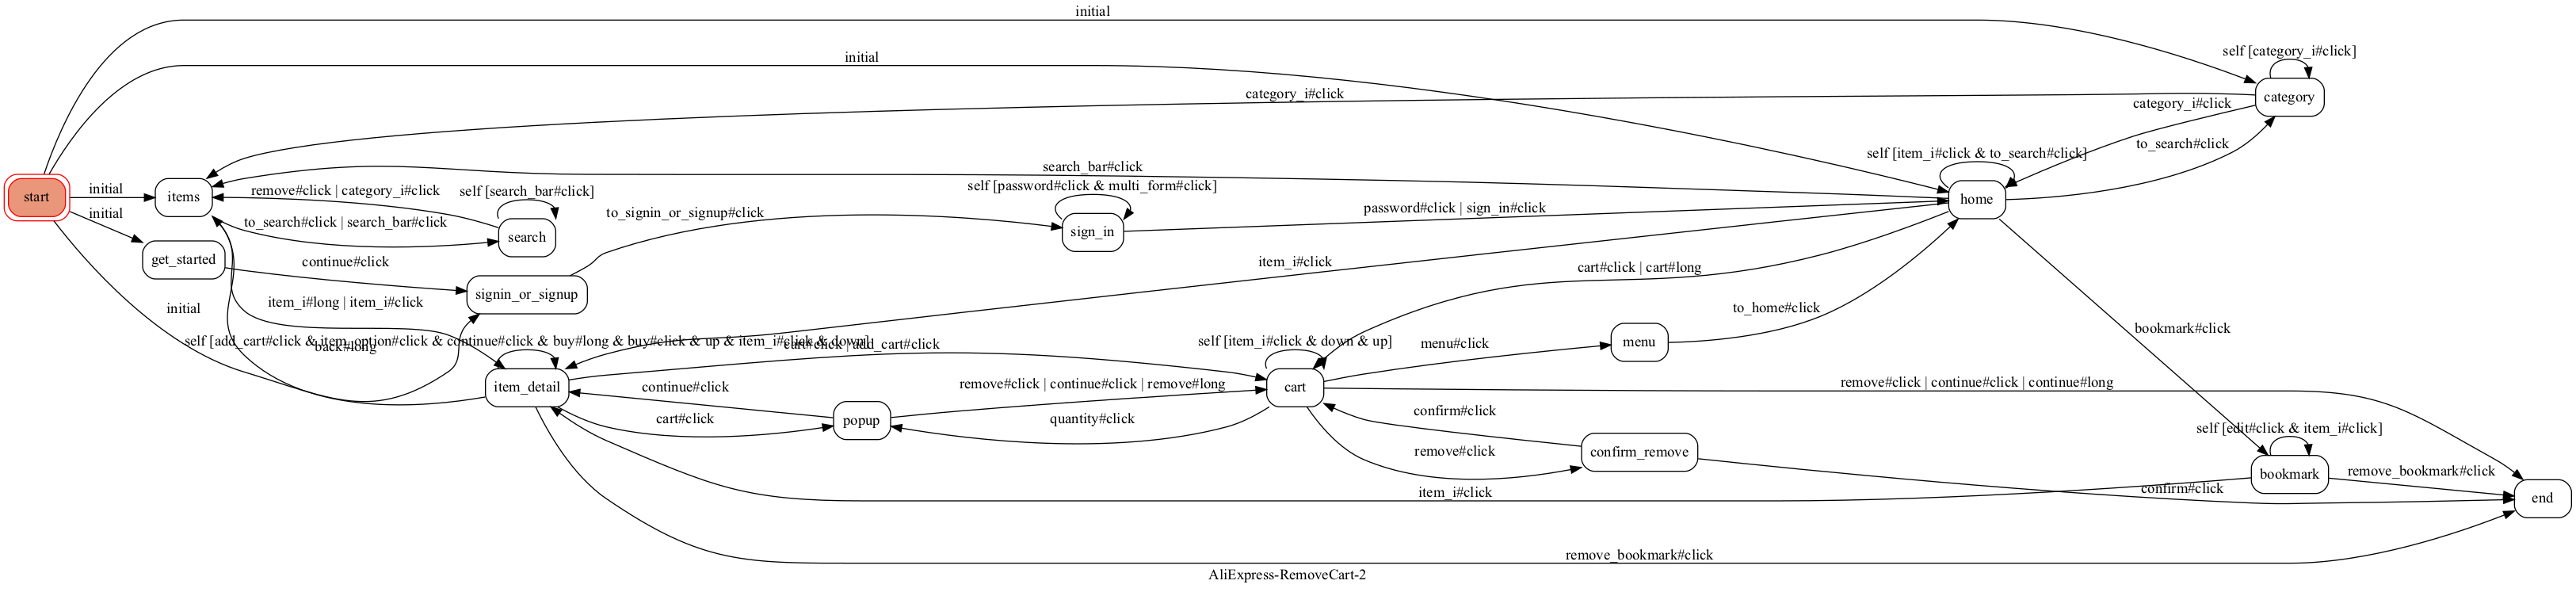 initial
initial
self [category_i#click]
category_i#click
category
category_i#click
to_search#click
self [item_i#click & to_search#click]
search_bar#click
start
initial
items
remove#click | category_i#click
self [search_bar#click]
self [password#click & multi_form#click]
home
initial
to_signin_or_signup#click
password#click | sign_in#click
to_search#click | search_bar#click
search
sign_in
get_started
continue#click
item_i#click
cart#click | cart#long
signin_or_signup
item_i#long | item_i#click
initial
to_home#click
bookmark#click
self [add_cart#click & item_option#click & continue#click & buy#long & buy#click & up & item_i#click & down]
back#long
cart#click | add_cart#click
self [item_i#click & down & up]
menu#click
menu
item_detail
continue#click
remove#click | continue#click | remove#long
cart
remove#click | continue#click | continue#long
cart#click
popup
quantity#click
confirm#click
self [edit#click & item_i#click]
remove#click
confirm_remove
bookmark
remove_bookmark#click
item_i#click
confirm#click
end
remove_bookmark#click
AliExpress-RemoveCart-2